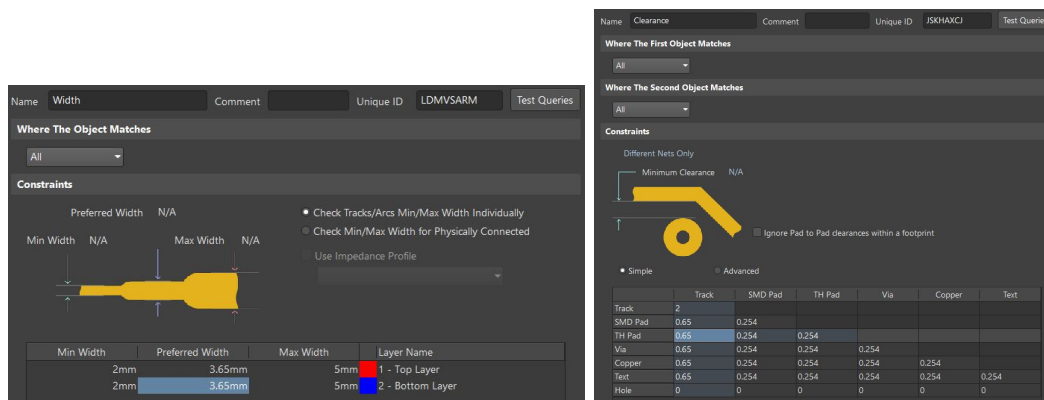 Name Width Comment Unique ID LDMVSARM Test Queries
Where The Object Matches
All
Constraints
Preferred Width N/A
Min Width N/A Max Width N/A
Check Tracks/Arcs Min/Max Width Individually
Check Min/Max Width for Physically Connected
Use Impedance Profile
Min Width Preferred Width Max Width Layer Name
2mm 3.65mm 5mm 1 - Top Layer
2mm 3.65mm 5mm 2 - Bottom Layer
Name Clearance Comment Unique ID JSKHAXCJ Test Querie
Where The First Object Matches
All
Where The Second Object Matches
All
Constraints
Different Nets Only
Minimum Clearance N/A
Ignore Pad to Pad clearances within a footprint
Simple Advanced
Track SMD Pad TH Pad Via Copper Text
Track 2
SMD Pad 0.65 0.254
TH Pad 0.65 0.254 0.254
Via 0.65 0.254 0.254 0.254
Copper 0.65 0.254 0.254 0.254 0.254
Text 0.65 0.254 0.254 0.254 0.254 0.254
Hole 0 0 0 0 0 0